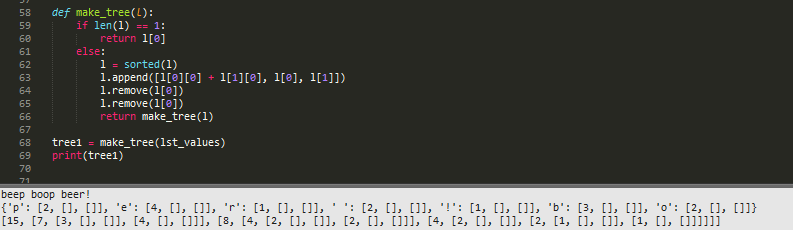 58 def make_tree(l):
59 if len(l) == 1:
60 return l[0]
61 else:
62 l = sorted(l)
63 l.append([l[0][0] + l[1][0], l[0], l[1]])
64 l.remove(l[0])
65 l.remove(l[0])
66 return make_tree(l)
67
68 tree1 = make_tree(lst_values)
69 print(tree1)
70
beep boop beer!
{'p': [2, [], []], 'e': [4, [], []], 'r': [1, [], []], ' ': [2, [], []], '!': [1, [], []], 'b': [3, [], []], 'o': [2, [], []]}
[15, [7, [3, [], []], [4, [], []]], [8, [4, [2, [], []], [2, [], []]], [4, [2, [], []], [2, [1, [], []], [1, [], []]]]]]